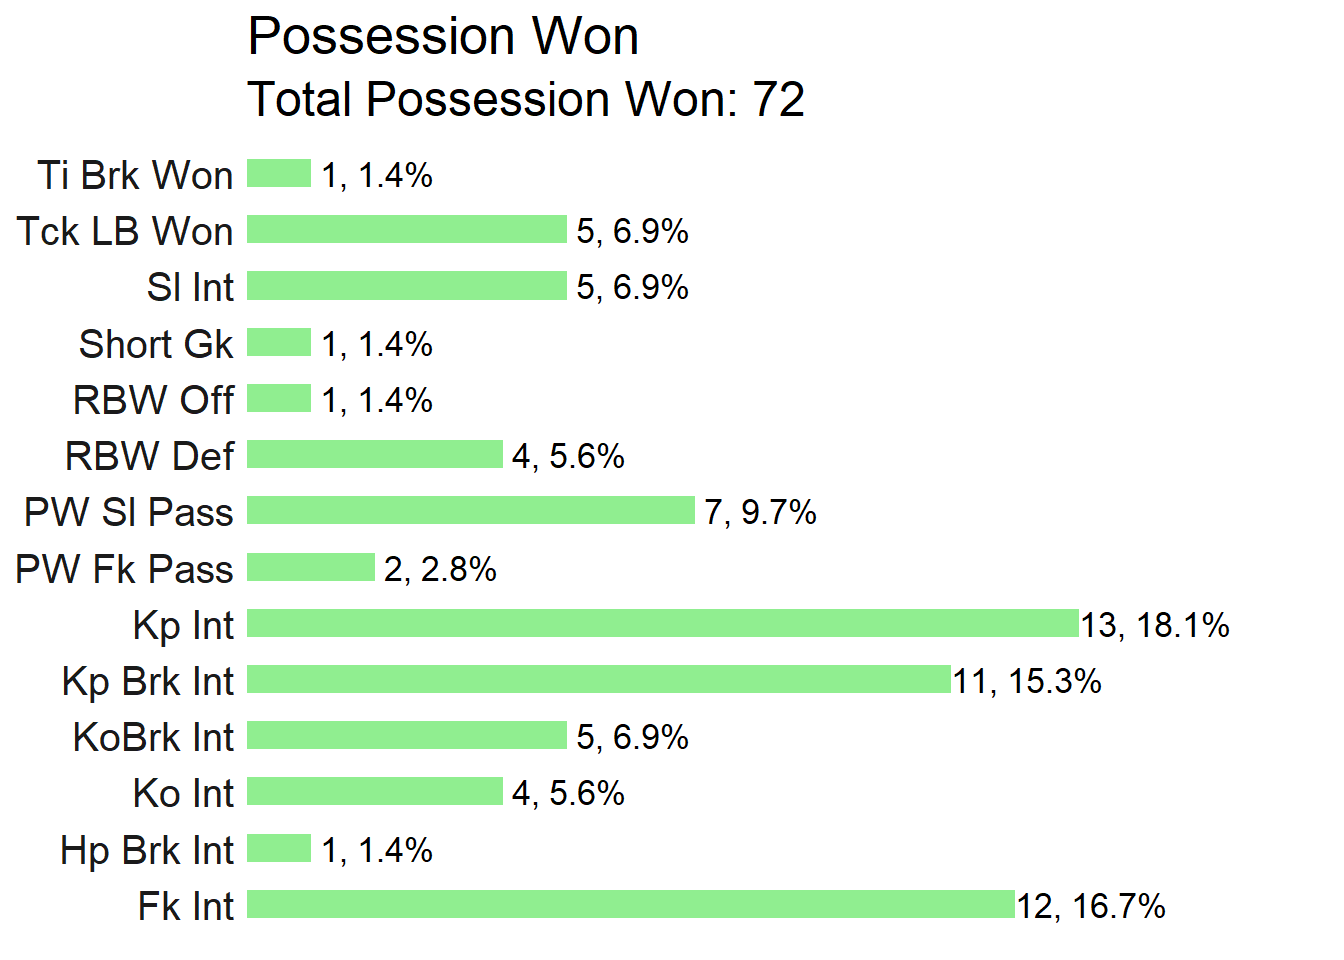 Possession Won
Total Possession Won: 72
Ti Brk Won 1, 1.4%
Tck LB Won 5, 6.9%
Sl Int 5, 6.9%
Short Gk 1, 1.4%
RBW Off 1, 1.4%
RBW Def 4, 5.6%
PW Sl Pass 7, 9.7%
PW Fk Pass 2, 2.8%
Kp Int 13, 18.1%
Kp Brk Int 11, 15.3%
KoBrk Int 5, 6.9%
Ko Int 4, 5.6%
Hp Brk Int 1, 1.4%
Fk Int 12, 16.7%